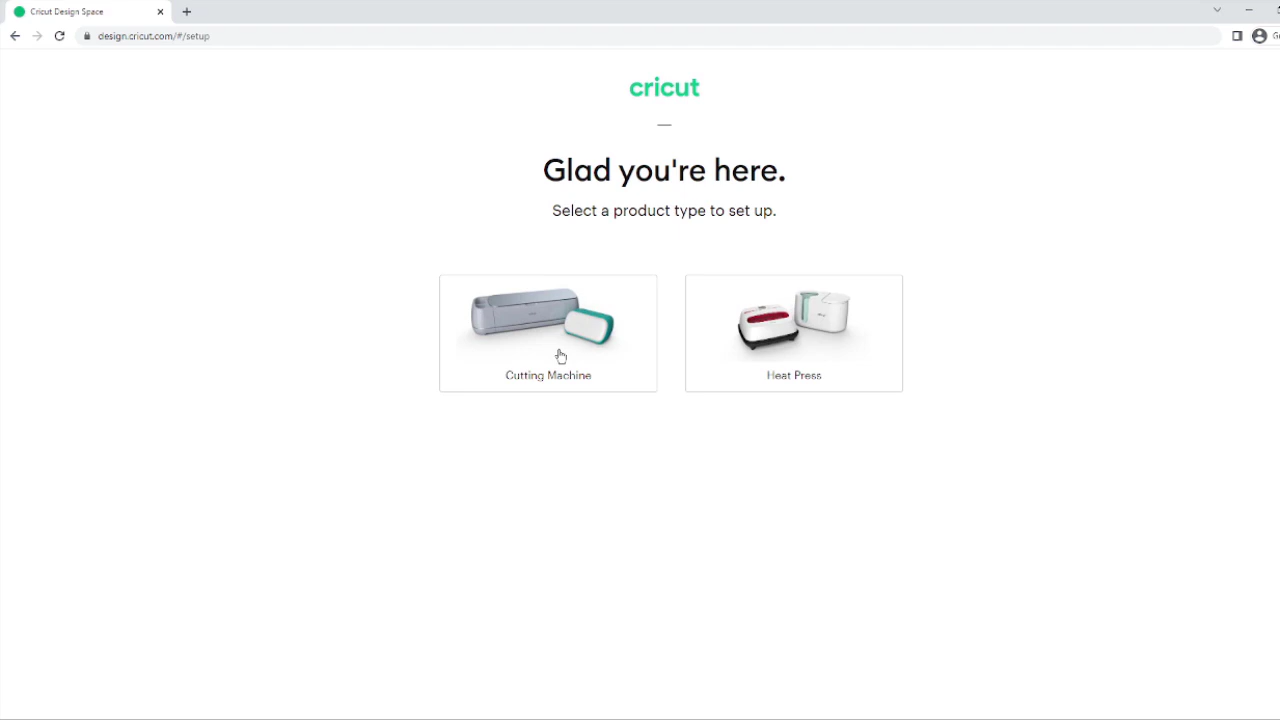 Cricut Design Space
design.cricut.com/#/setup
cricut
Glad you're here.
Select a product type to set up.
Cutting Machine
Heat Press